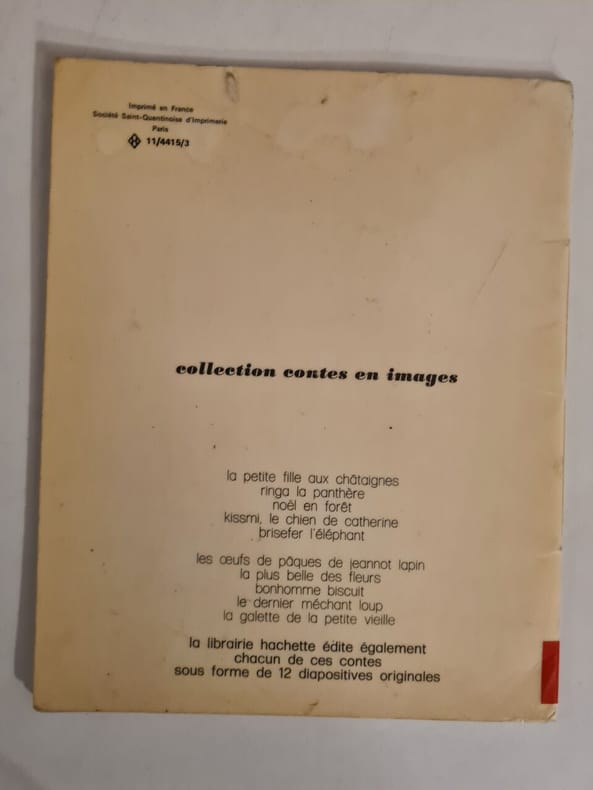 Imprimé en France
Société Saint-Quentinoise d'Imprimerie
Paris
11/4415/3
collection contes en images
la petite fille aux châtaignes
ringa la panthère
noël en forêt
kissmi, le chien de catherine
brisefer l'éléphant
les œufs de pâques de jeannot lapin
la plus belle des fleurs
bonhomme biscuit
le dernier méchant loup
la galette de la petite vieille
la librairie hachette édite également
chacun de ces contes
sous forme de 12 diapositives originales